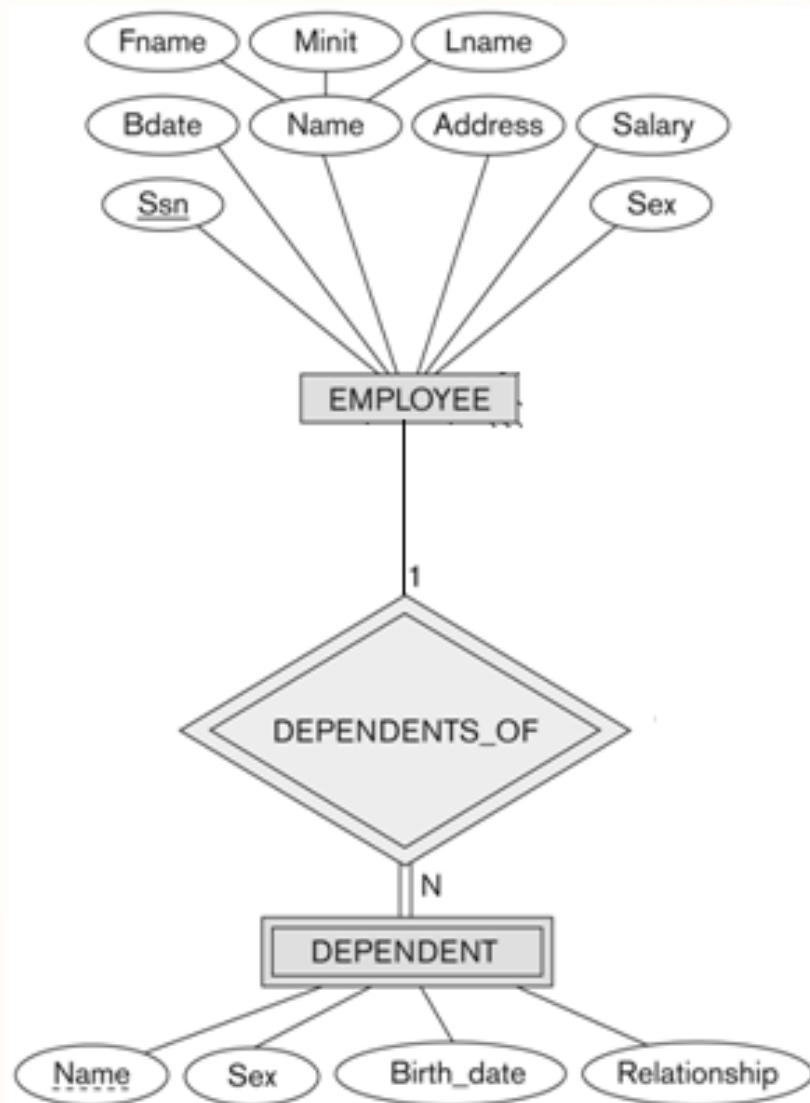 Fname Minit Lname
Bdate Name Address Salary
Ssn Sex
EMPLOYEE
1
DEPENDENTS_OF
N
DEPENDENT
Name Sex Birth_date Relationship